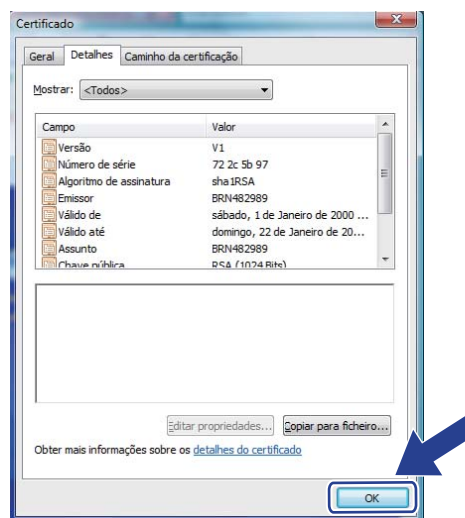 Certificado
Geral Detalhes Caminho da certificação
Mostrar: <Todos>
Campo Valor
Versão V1
Número de série 72 2c 5b 97
Algoritmo de assinatura sha1RSA
Emissor BRN482989
Válido de sábado, 1 de Janeiro de 2000 ...
Válido até domingo, 22 de Janeiro de 20...
Assunto BRN482989
Chave pública RSA (1024 Bits)
Editar propriedades... Copiar para ficheiro...
Obter mais informações sobre os detalhes do certificado
OK